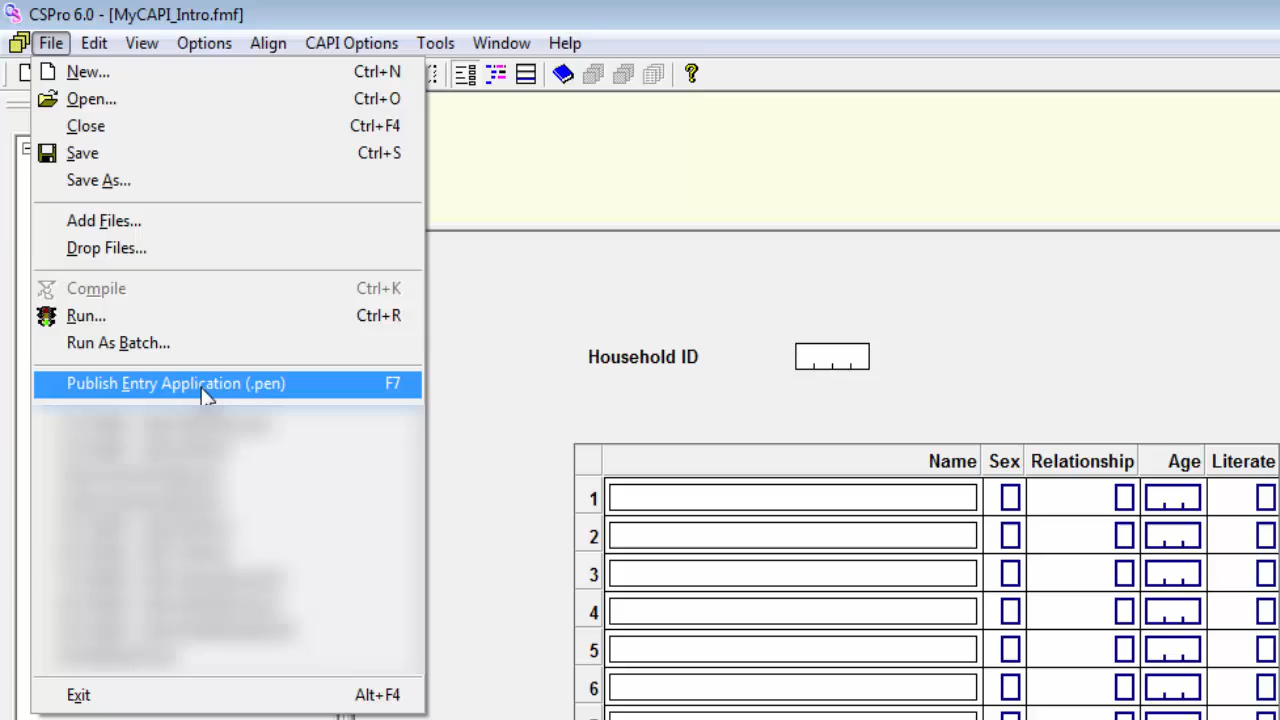 CSPro 6.0 - [MyCAPI_Intro.fmf]
File Edit View Options Align CAPI Options Tools Window Help
New... Ctrl+N
Open... Ctrl+O
Close Ctrl+F4
Save Ctrl+S
Save As...
Add Files...
Drop Files...
Compile Ctrl+K
Run... Ctrl+R
Run As Batch...
Publish Entry Application (.pen) F7
Exit Alt+F4
Household ID
Name Sex Relationship Age Literate
1
2
3
4
5
6